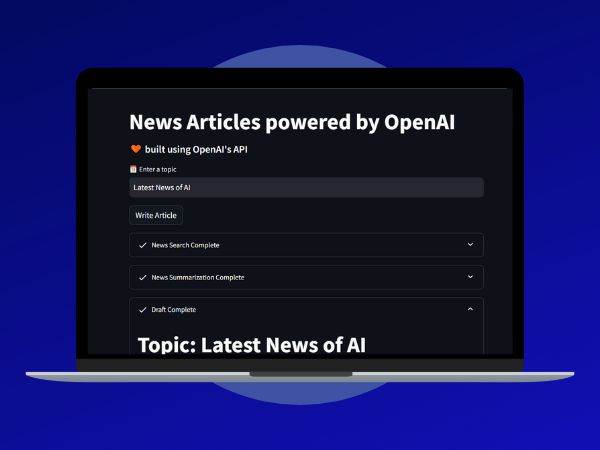 News Articles powered by OpenAI
🧡 built using OpenAI's API
📅 Enter a topic
Latest News of AI
Write Article
News Search Complete
News Summarization Complete
Draft Complete
Topic: Latest News of AI